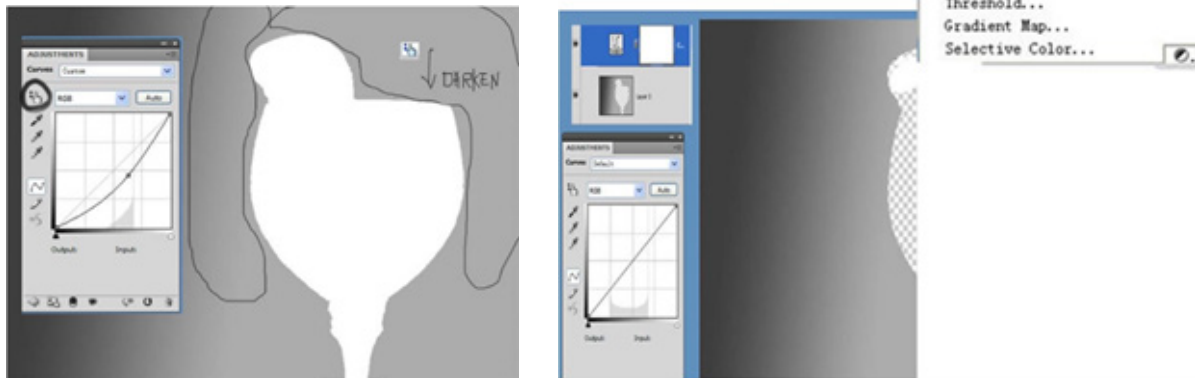 ADJUSTMENTS
Curves Custom
RGB Auto
Output: Input:
DARKEN
ADJUSTMENTS
Curves Default
RGB Auto
Output: Input:
Threshold...
Gradient Map...
Selective Color...